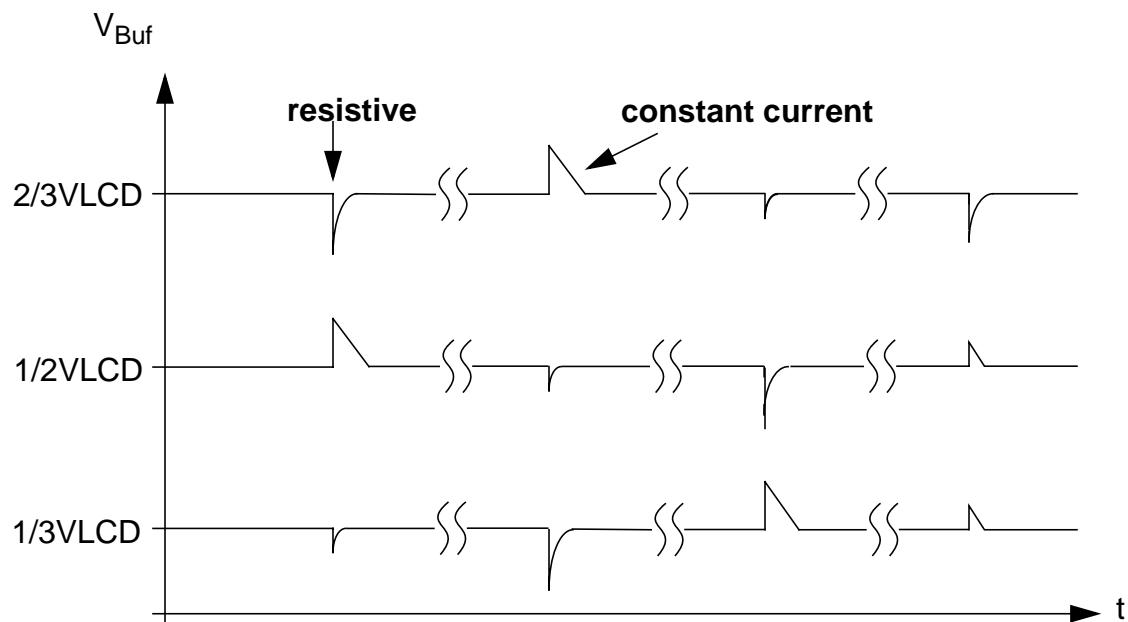 VBuf
resistive
constant current
2/3VLCD
1/2VLCD
1/3VLCD
t